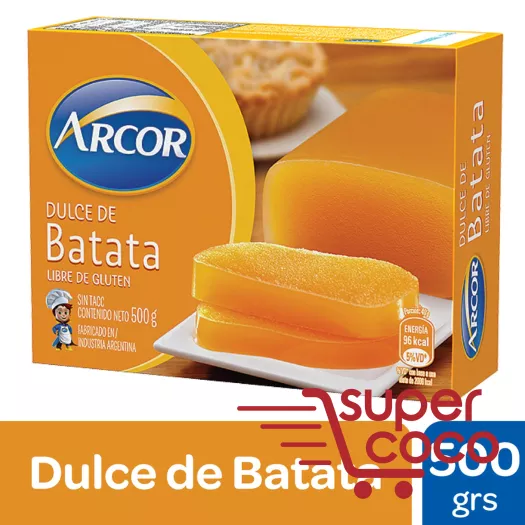 ARCOR
DULCE DE
Batata
LIBRE DE GLUTEN
SIN TACC
CONTENIDO NETO 500 g
FABRICADO EN/
INDUSTRIA ARGENTINA
ENERGÍA
96 kcal
5%VD*
DULCE DE
Batata
LIBRE DE GLUTEN
ARCOR
super
coco
Dulce de Batata
500
grs